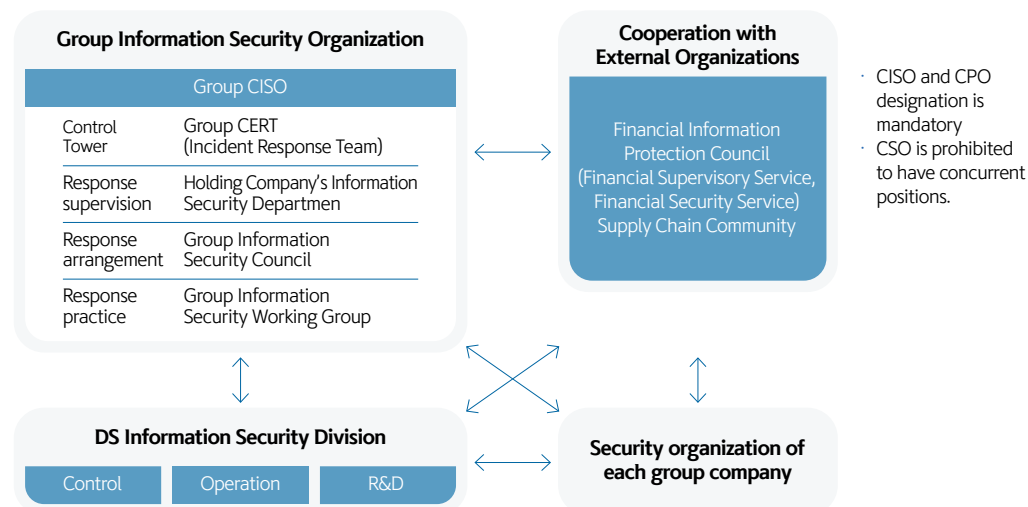 Group Information Security Organization
Group CISO
Control
Tower
Group CERT
(Incident Response Team)
Response
supervision
Holding Company's Information
Security Departmen
Response
arrangement
Group Information
Security Council
Response
practice
Group Information
Security Working Group
Cooperation with
External Organizations
Financial Information
Protection Council
(Financial Supervisory Service,
Financial Security Service)
Supply Chain Community
· CISO and CPO
designation is
mandatory
· CSO is prohibited
to have concurrent
positions.
DS Information Security Division
Control
Operation
R&D
Security organization of
each group company